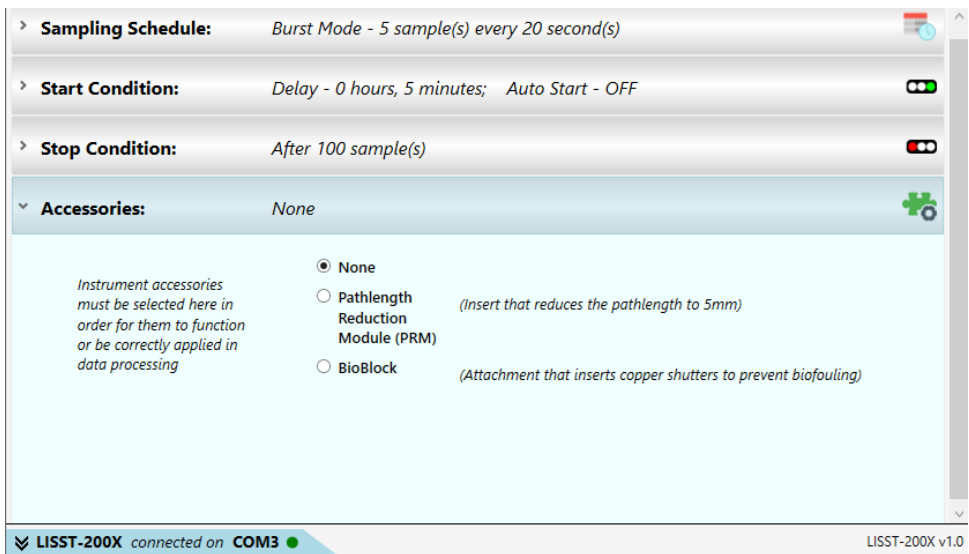 Sampling Schedule: Burst Mode - 5 sample(s) every 20 second(s)
Start Condition: Delay - 0 hours, 5 minutes; Auto Start - OFF
Stop Condition: After 100 sample(s)
Accessories: None
Instrument accessories
must be selected here in
order for them to function
or be correctly applied in
data processing
None
Pathlength
Reduction
Module (PRM)
(Insert that reduces the pathlength to 5mm)
BioBlock
(Attachment that inserts copper shutters to prevent biofouling)
LISST-200X connected on COM3
LISST-200X v1.0